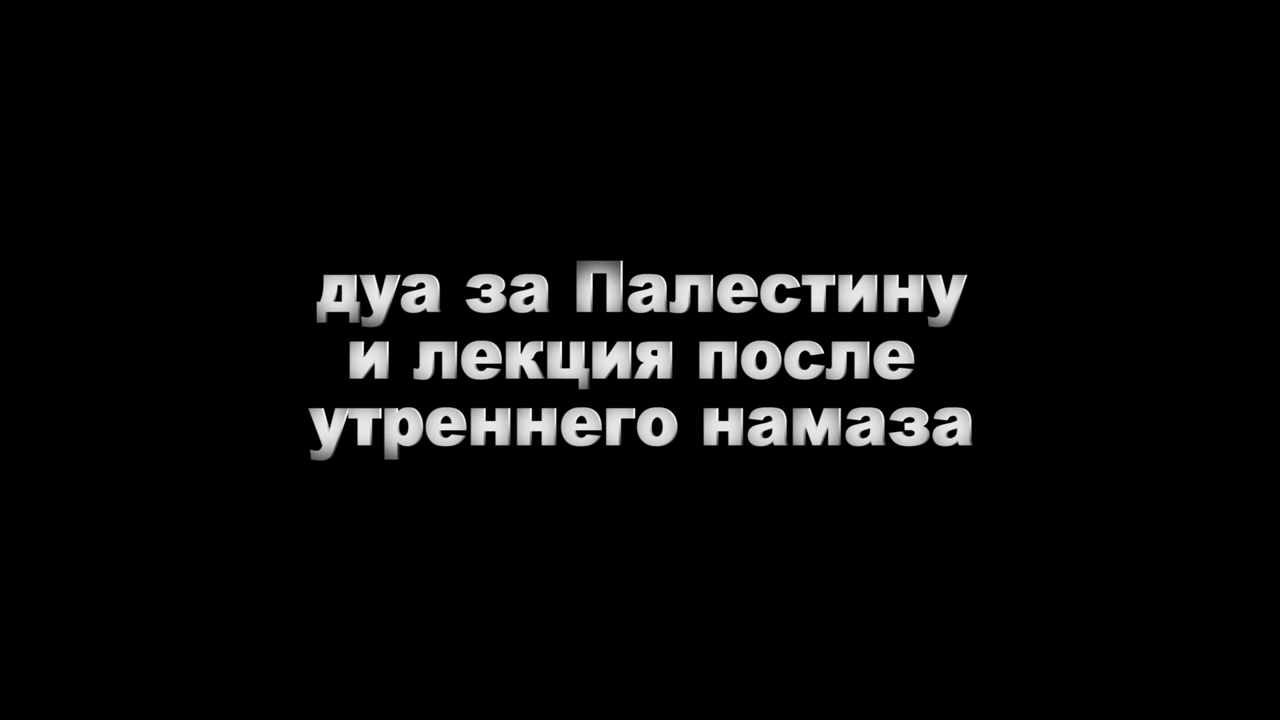 дуа за Палестину
и лекция после
утреннего намаза